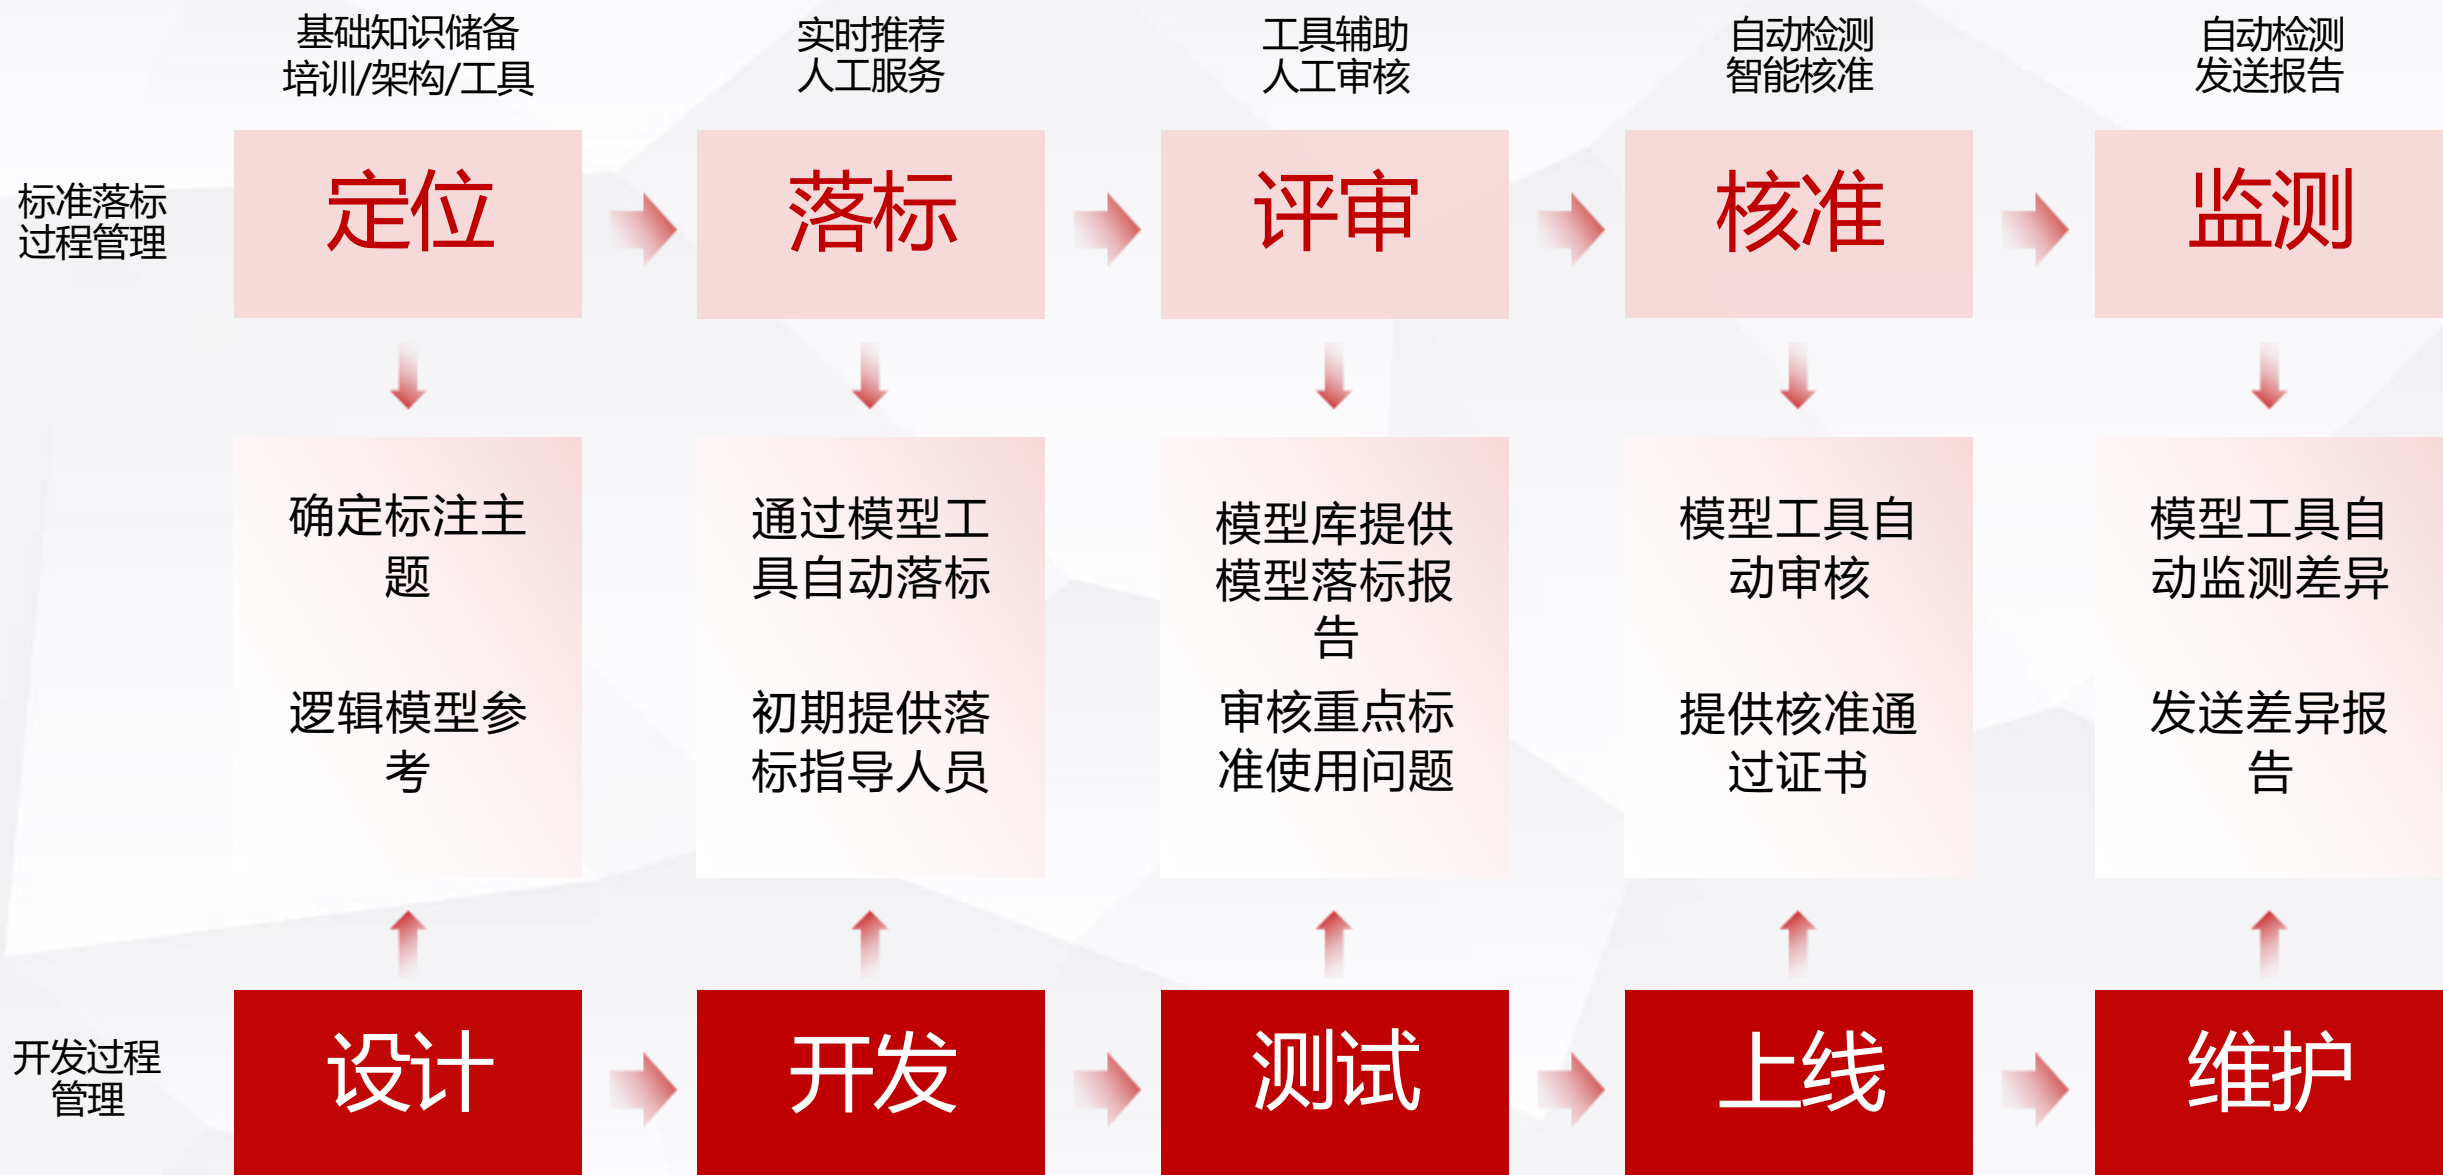 基础知识储备
培训/架构/工具
实时推荐
人工服务
工具辅助
人工审核
自动检测
智能核准
自动检测
发送报告
标准落标
过程管理
定位
落标
评审
核准
监测
确定标注主
题
逻辑模型参
考
通过模型工
具自动落标
初期提供落
标指导人员
模型库提供
模型落标报
告
审核重点标
准使用问题
模型工具自
动审核
提供核准通
过证书
模型工具自
动监测差异
发送差异报
告
开发过程
管理
设计
开发
测试
上线
维护